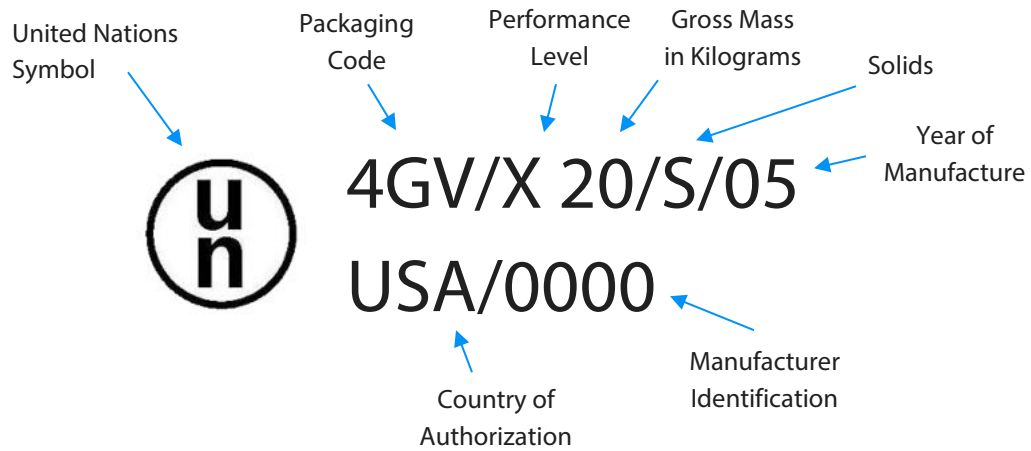 United Nations
Symbol
Packaging
Code
Performance
Level
Gross Mass
in Kilograms
Solids
Year of
Manufacture
un
4GV/X 20/S/05
USA/0000
Country of
Authorization
Manufacturer
Identification